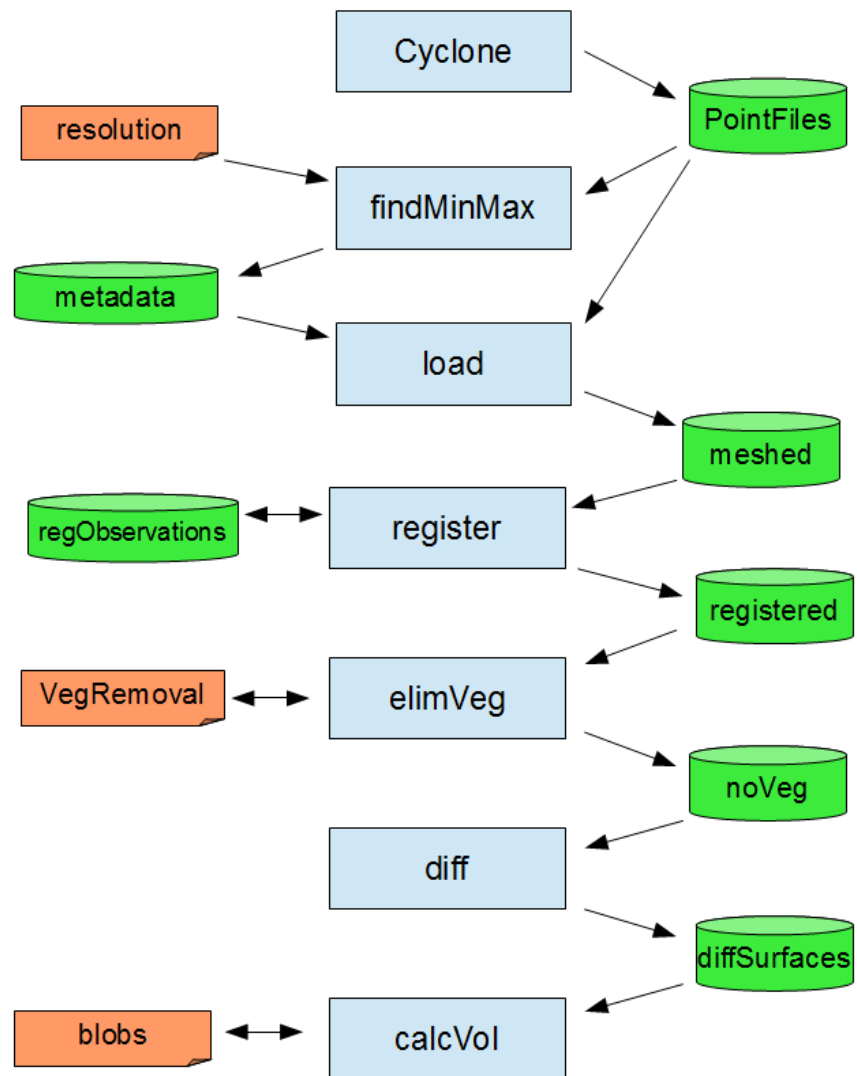 Cyclone
PointFiles
resolution
findMinMax
metadata
load
meshed
regObservations
register
registered
VegRemoval
elimVeg
noVeg
diff
diffSurfaces
blobs
calcVol